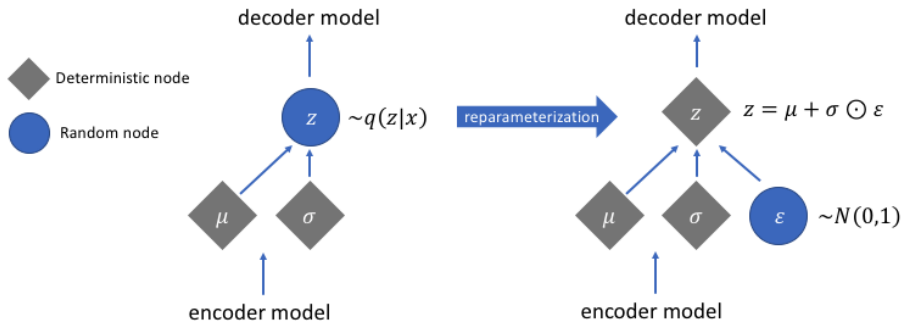 decoder model
decoder model
Deterministic node
Random node
z
~q(z|x)
reparameterization
z
z = μ + σ ⊙ ε
μ
σ
μ
σ
ε
~N(0,1)
encoder model
encoder model